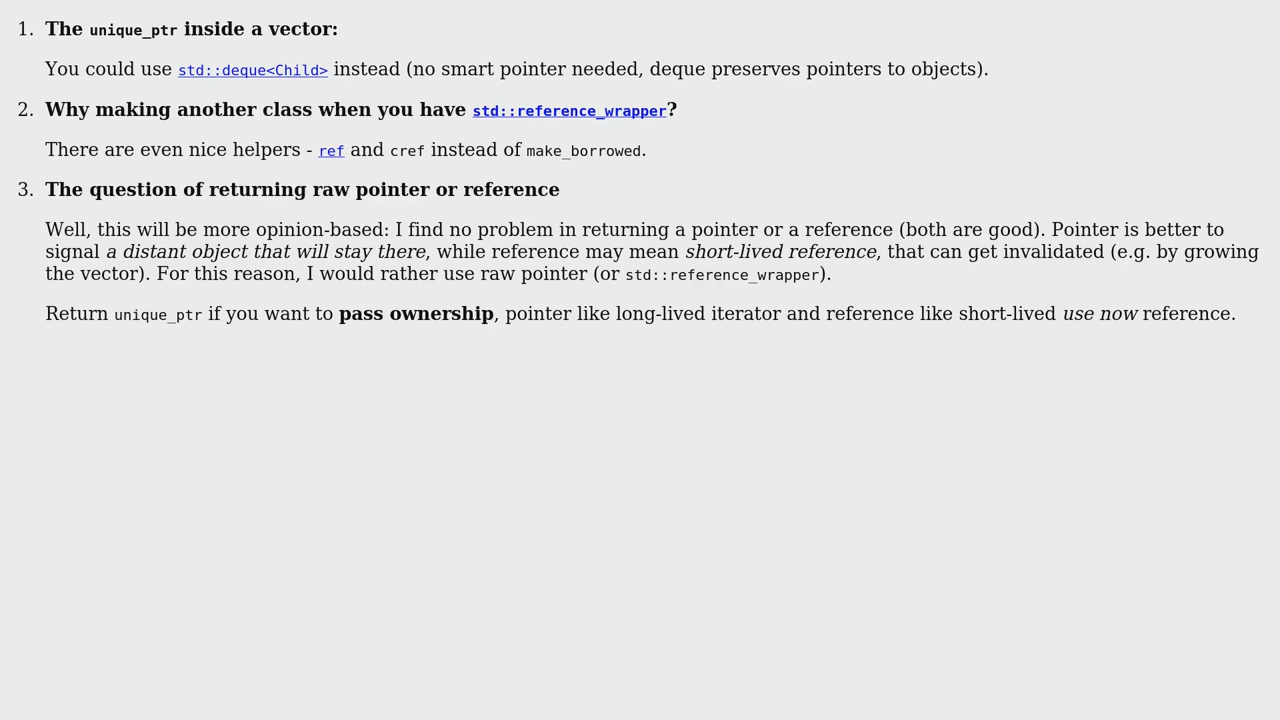 1. The unique_ptr inside a vector:
You could use std::deque<Child> instead (no smart pointer needed, deque preserves pointers to objects).
2. Why making another class when you have std::reference_wrapper?
There are even nice helpers - ref and cref instead of make_borrowed.
3. The question of returning raw pointer or reference
Well, this will be more opinion-based: I find no problem in returning a pointer or a reference (both are good). Pointer is better to
signal a distant object that will stay there, while reference may mean short-lived reference, that can get invalidated (e.g. by growing
the vector). For this reason, I would rather use raw pointer (or std::reference_wrapper).
Return unique_ptr if you want to pass ownership, pointer like long-lived iterator and reference like short-lived use now reference.